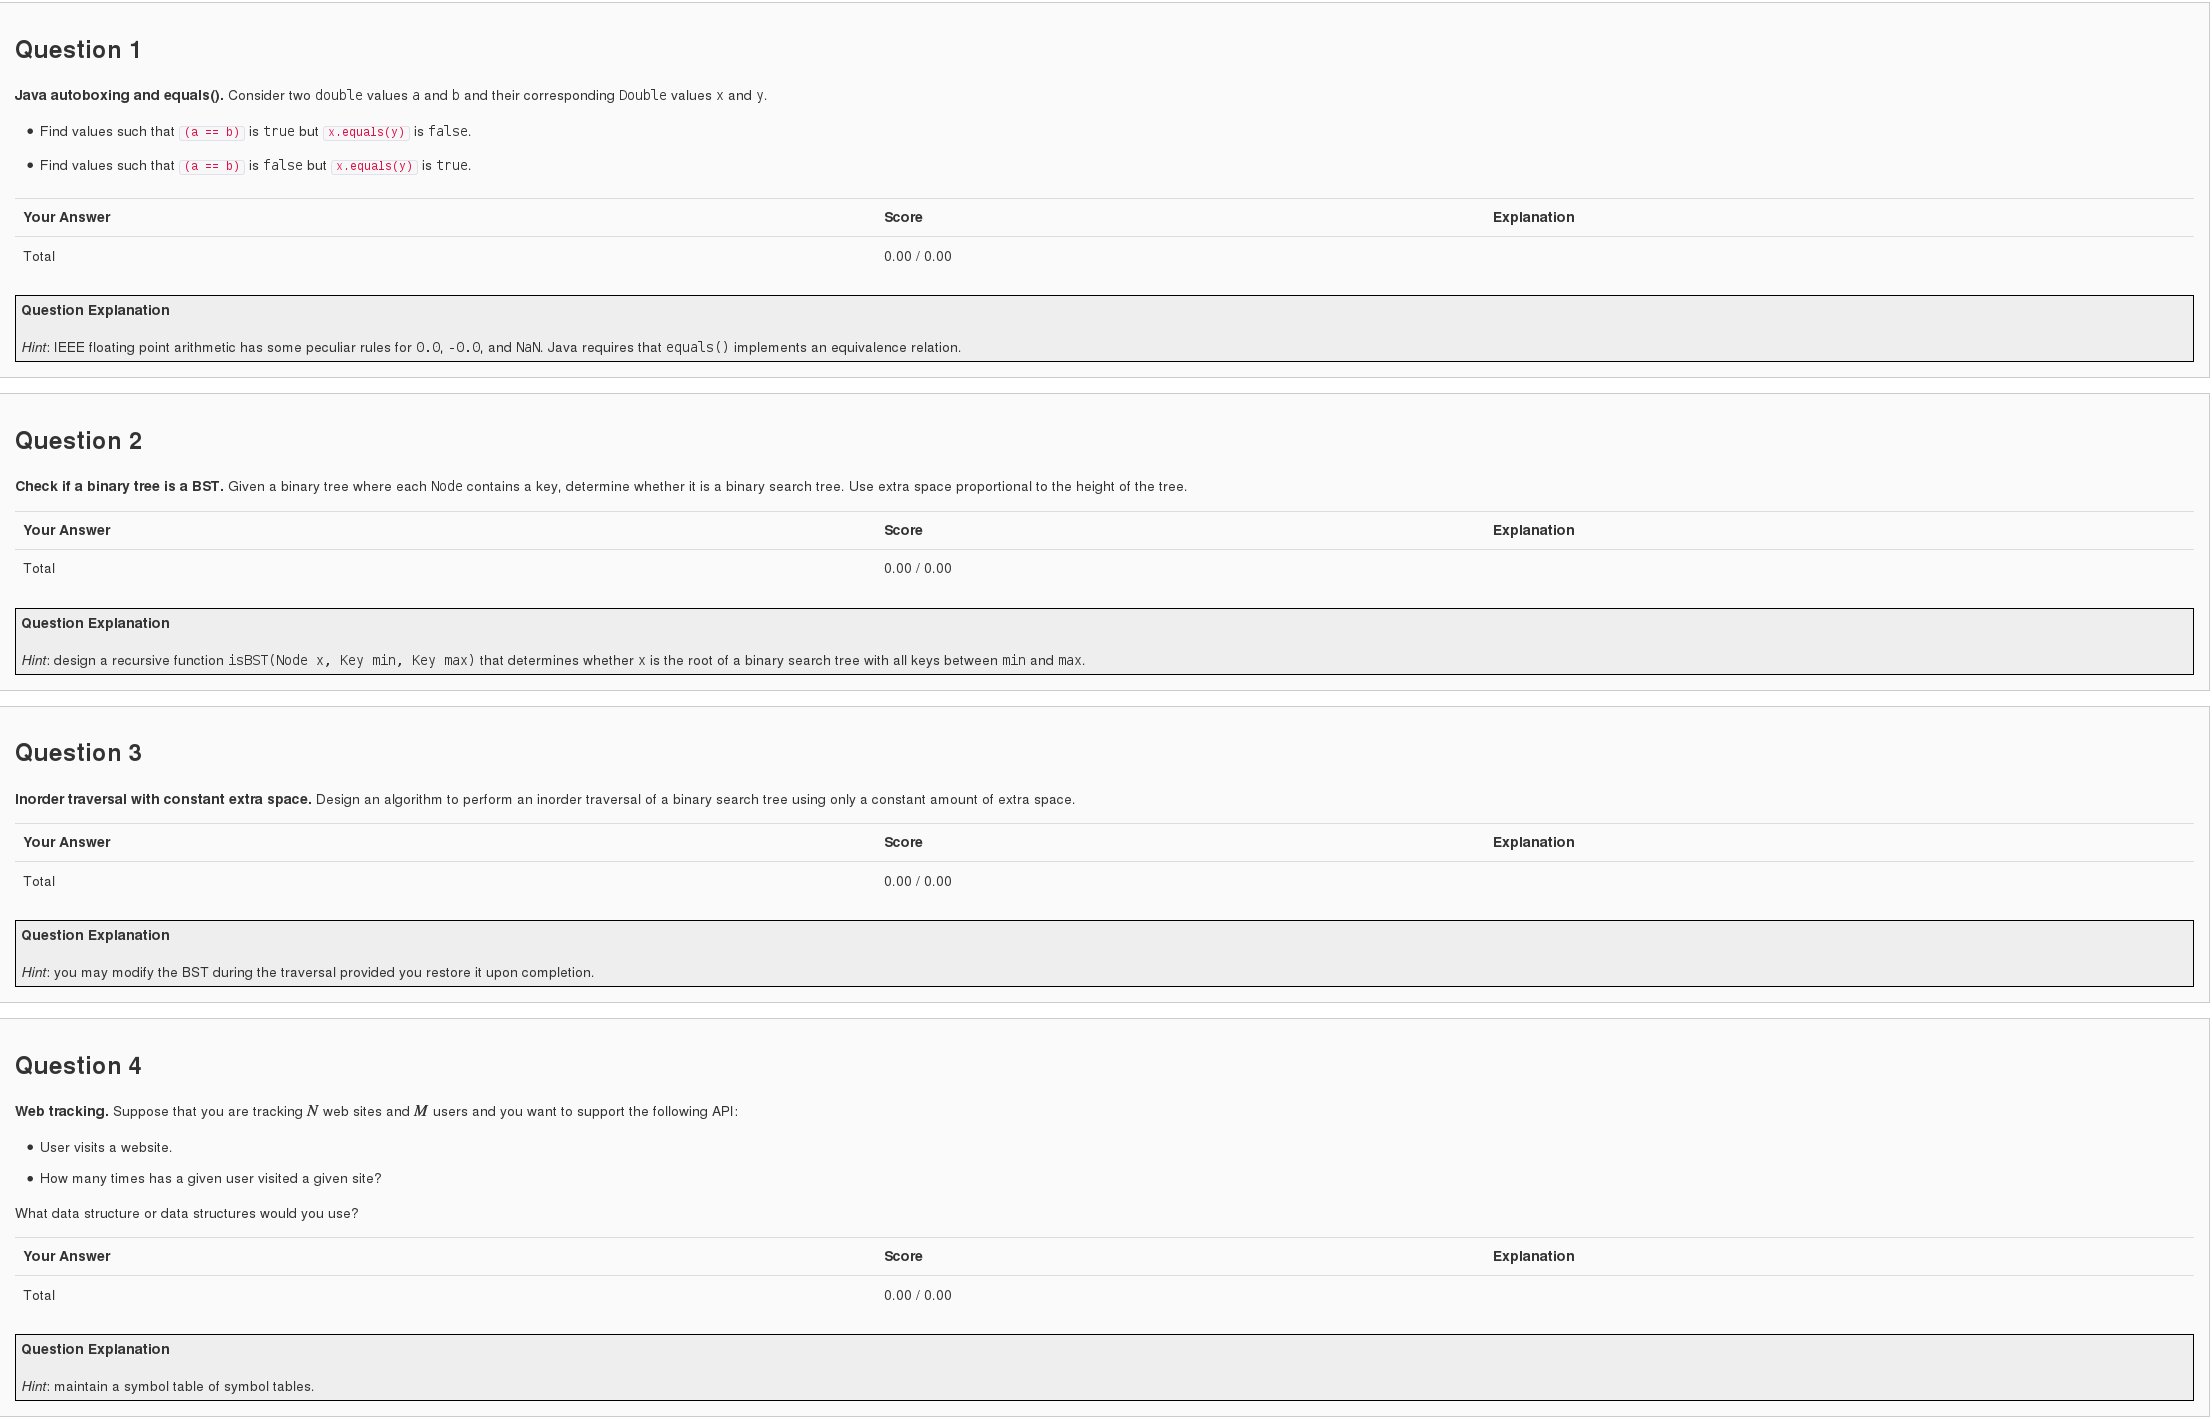 Question 1
Java autoboxing and equals(). Consider two double values a and b and their corresponding Double values x and y.
• Find values such that (a == b) is true but x.equals(y) is false.
• Find values such that (a == b) is false but x.equals(y) is true.
Your Answer Score Explanation
Total 0.00 / 0.00
Question Explanation
Hint: IEEE floating point arithmetic has some peculiar rules for 0.0, -0.0, and NaN. Java requires that equals() implements an equivalence relation.
Question 2
Check if a binary tree is a BST. Given a binary tree where each Node contains a key, determine whether it is a binary search tree. Use extra space proportional to the height of the tree.
Your Answer Score Explanation
Total 0.00 / 0.00
Question Explanation
Hint: design a recursive function isBST(Node x, Key min, Key max) that determines whether x is the root of a binary search tree with all keys between min and max.
Question 3
Inorder traversal with constant extra space. Design an algorithm to perform an inorder traversal of a binary search tree using only a constant amount of extra space.
Your Answer Score Explanation
Total 0.00 / 0.00
Question Explanation
Hint: you may modify the BST during the traversal provided you restore it upon completion.
Question 4
Web tracking. Suppose that you are tracking N web sites and M users and you want to support the following API:
• User visits a website.
• How many times has a given user visited a given site?
What data structure or data structures would you use?
Your Answer Score Explanation
Total 0.00 / 0.00
Question Explanation
Hint: maintain a symbol table of symbol tables.